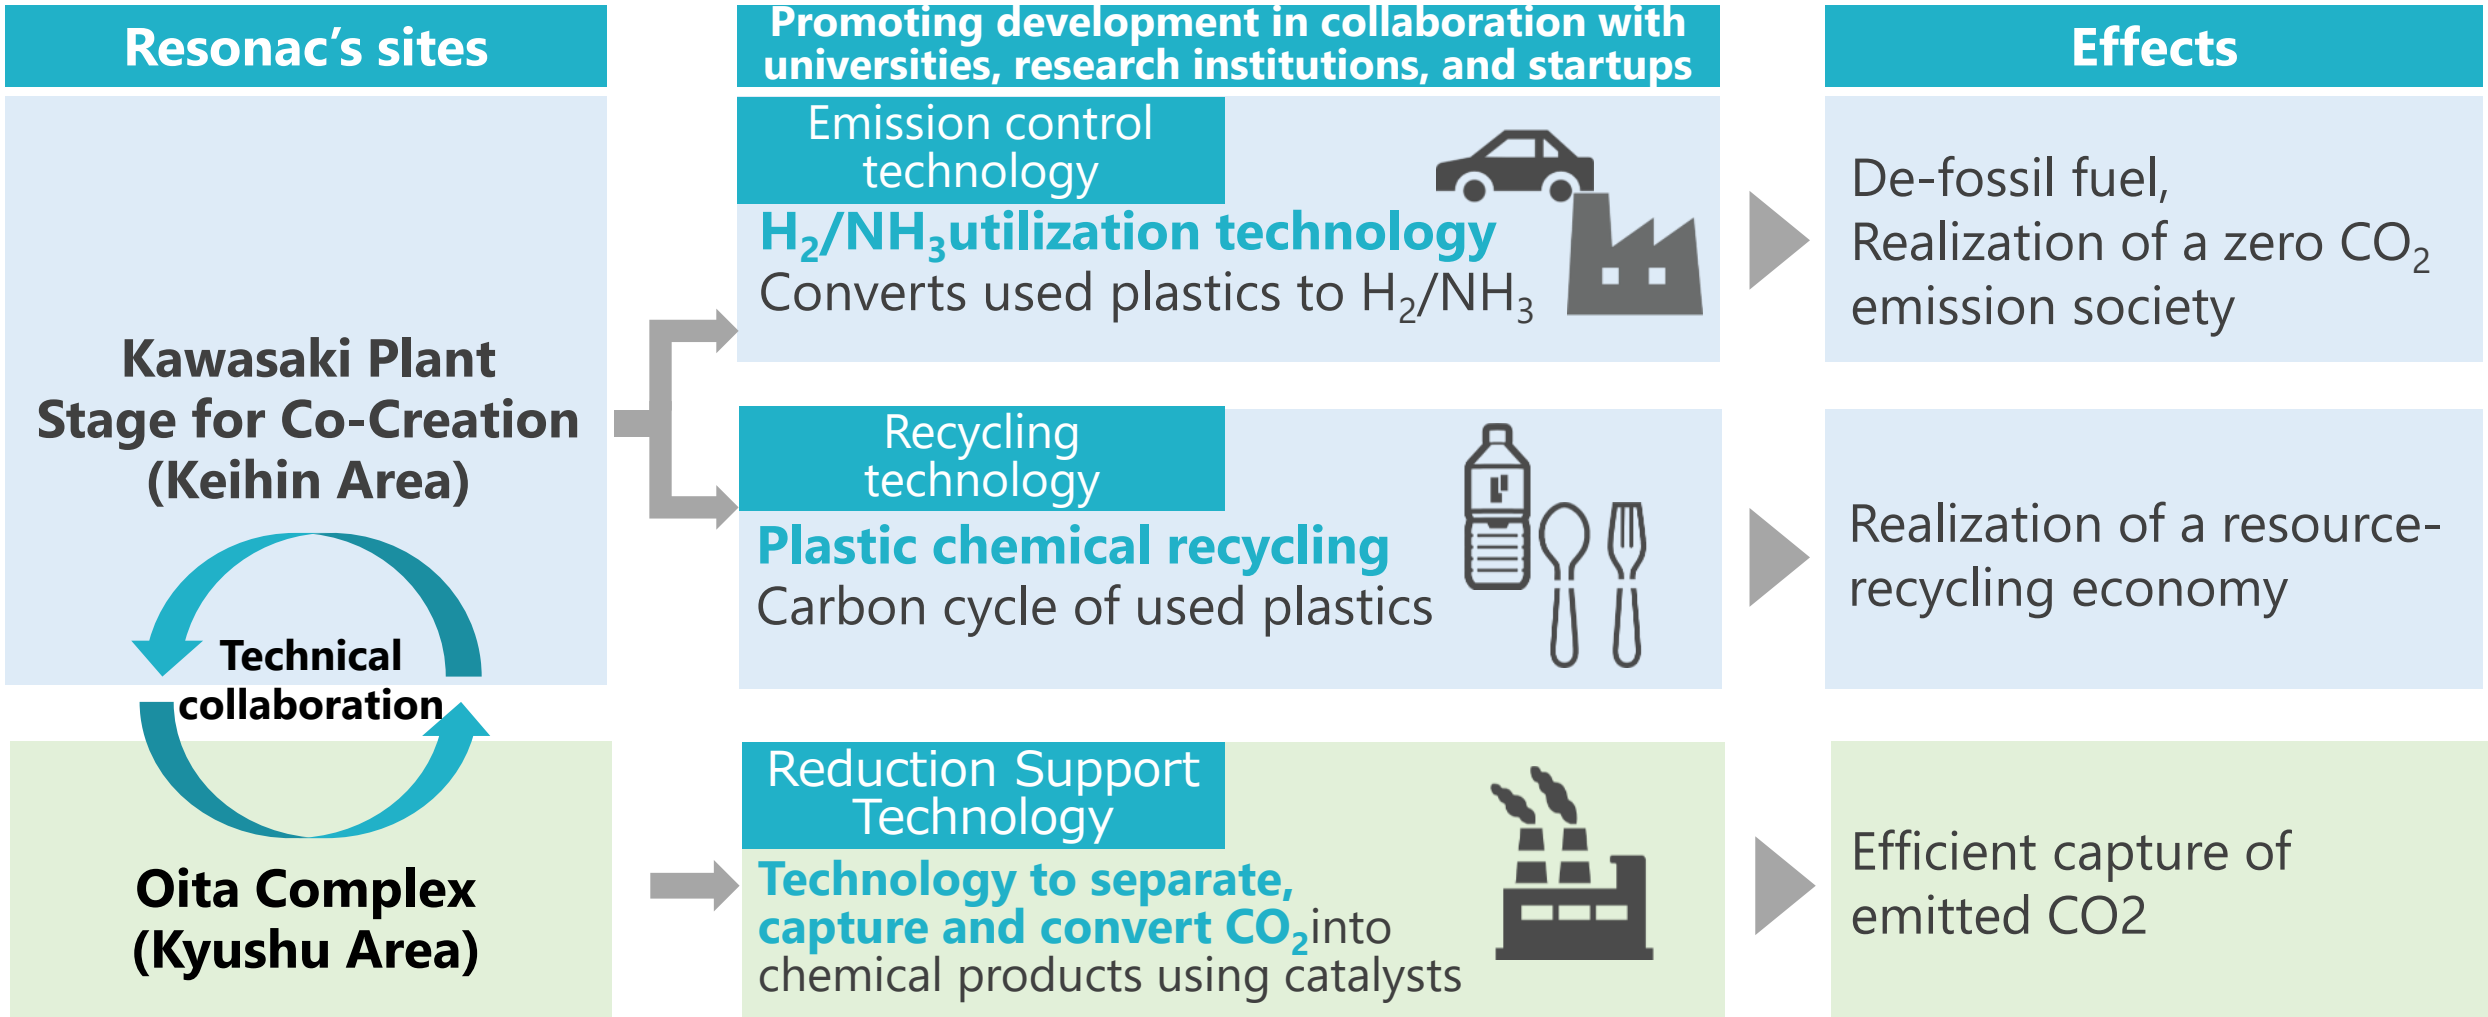 Resonac’s sites
Promoting development in collaboration with
universities, research institutions, and startups
Effects
Kawasaki Plant
Stage for Co-Creation
(Keihin Area)
Technical
collaboration
Oita Complex
(Kyushu Area)
Emission control
technology
H₂/NH₃utilization technology
Converts used plastics to H₂/NH₃
De-fossil fuel,
Realization of a zero CO₂
emission society
Recycling
technology
Plastic chemical recycling
Carbon cycle of used plastics
Realization of a resource-
recycling economy
Reduction Support
Technology
Technology to separate,
capture and convert CO₂into
chemical products using catalysts
Efficient capture of
emitted CO2